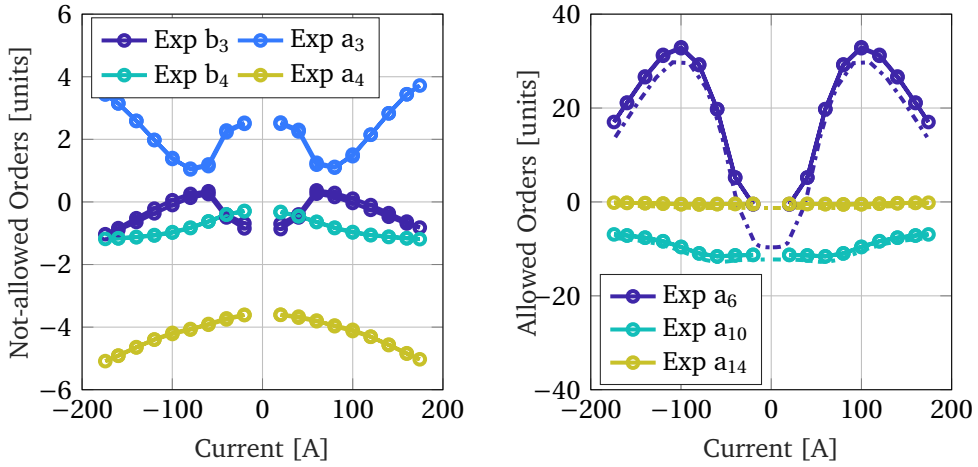 Not-allowed Orders [units]
6
4
2
0
−2
−4
−6
Exp b3 Exp a3
Exp b4 Exp a4
−200 −100 0 100 200
Current [A]
Allowed Orders [units]
40
20
0
−20
−40
Exp a6
Exp a10
Exp a14
−200 −100 0 100 200
Current [A]